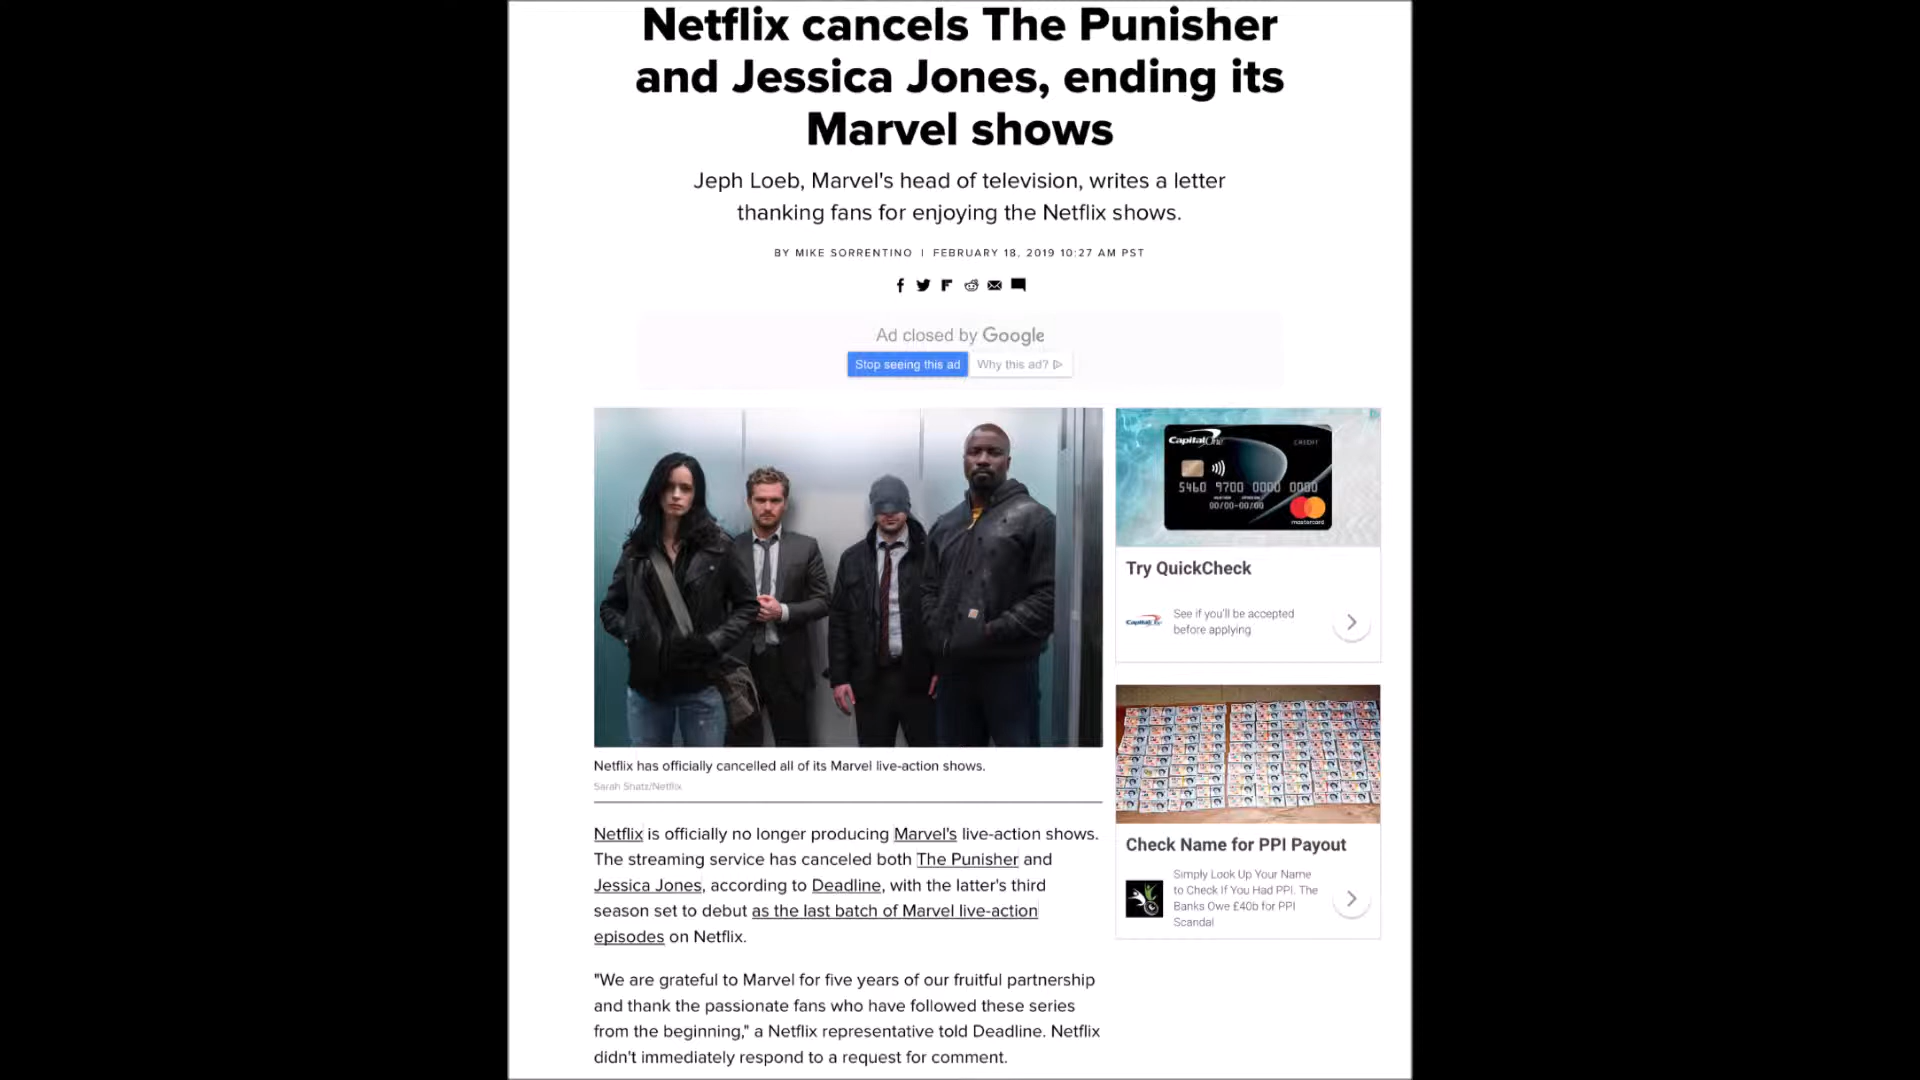 Netflix cancels The Punisher
and Jessica Jones, ending its
Marvel shows
Jeph Loeb, Marvel's head of television, writes a letter
thanking fans for enjoying the Netflix shows.
BY MIKE SORRENTINO | FEBRUARY 18, 2019 10:27 AM PST
Ad closed by Google
Stop seeing this ad
Why this ad?
Netflix has officially cancelled all of its Marvel live-action shows.
Sarah Shatz/Netflix
Netflix is officially no longer producing Marvel's live-action shows.
The streaming service has canceled both The Punisher and
Jessica Jones, according to Deadline, with the latter's third
season set to debut as the last batch of Marvel live-action
episodes on Netflix.
"We are grateful to Marvel for five years of our fruitful partnership
and thank the passionate fans who have followed these series
from the beginning," a Netflix representative told Deadline. Netflix
didn't immediately respond to a request for comment.
CapitalOne
CREDIT
5460 9700 0000 0000
00/00-00/00
mastercard
Try QuickCheck
CapitalOne
See if you'll be accepted
before applying
Check Name for PPI Payout
Simply Look Up Your Name
to Check If You Had PPI. The
Banks Owe £40b for PPI
Scandal